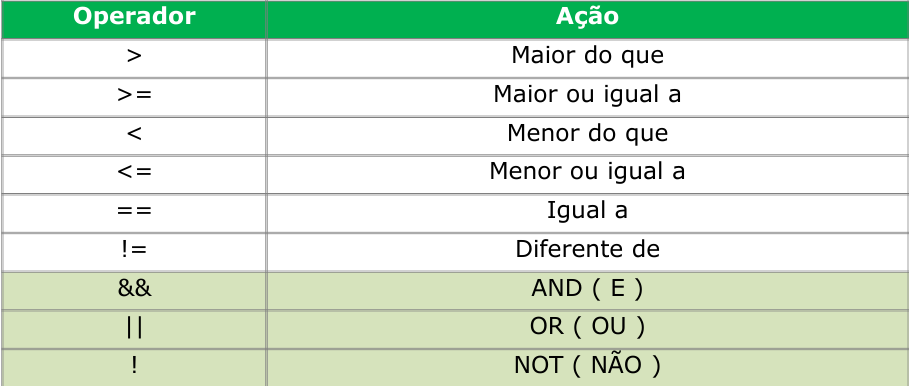 Operador Ação
> Maior do que
>= Maior ou igual a
< Menor do que
<= Menor ou igual a
== Igual a
!= Diferente de
&& AND ( E )
|| OR ( OU )
! NOT ( NÃO )